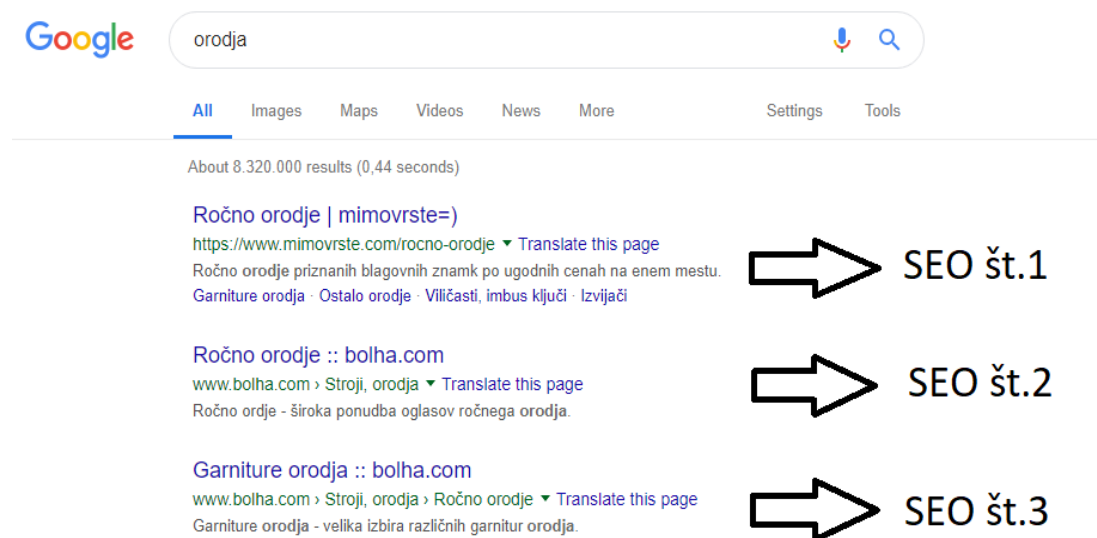 Google
orodja
All Images Maps Videos News More Settings Tools
About 8.320.000 results (0,44 seconds)
Ročno orodje | mimovrste=)
https://www.mimovrste.com/rocno-orodje ▼ Translate this page
Ročno orodje priznanih blagovnih znamk po ugodnih cenah na enem mestu.
Garniture orodja · Ostalo orodje · Viličasti, imbus ključi · Izvijači
SEO št.1
Ročno orodje :: bolha.com
www.bolha.com › Stroji, orodja ▼ Translate this page
Ročno ordje - široka ponudba oglasov ročnega orodja.
SEO št.2
Garniture orodja :: bolha.com
www.bolha.com › Stroji, orodja › Ročno orodje ▼ Translate this page
Garniture orodja - velika izbira različnih garnitur orodja.
SEO št.3